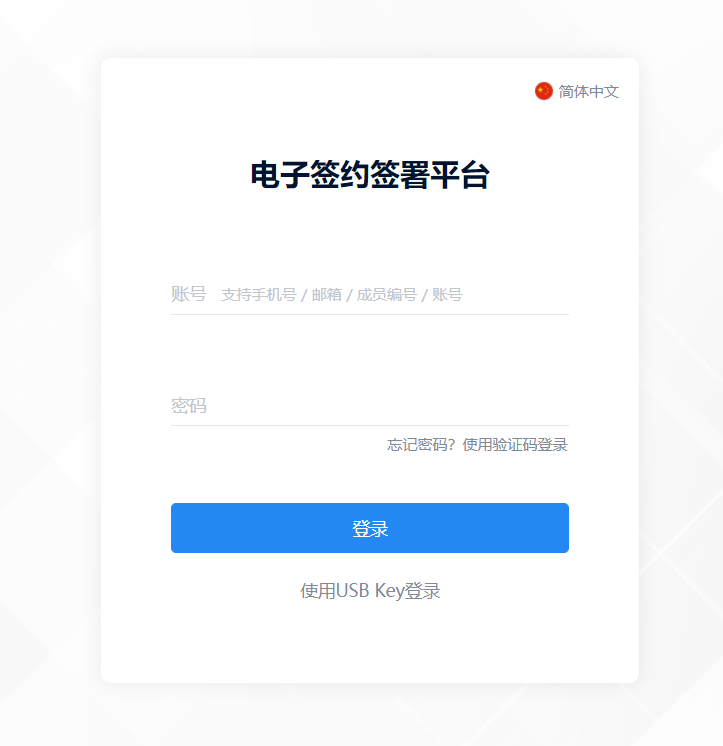 简体中文
电子签约签署平台
账号 支持手机号 / 邮箱 / 成员编号 / 账号
密码
忘记密码？使用验证码登录
登录
使用USB Key登录